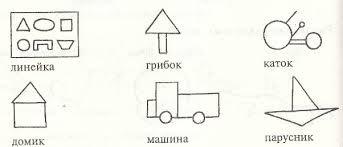 линейка грибок каток
домик машина парусник